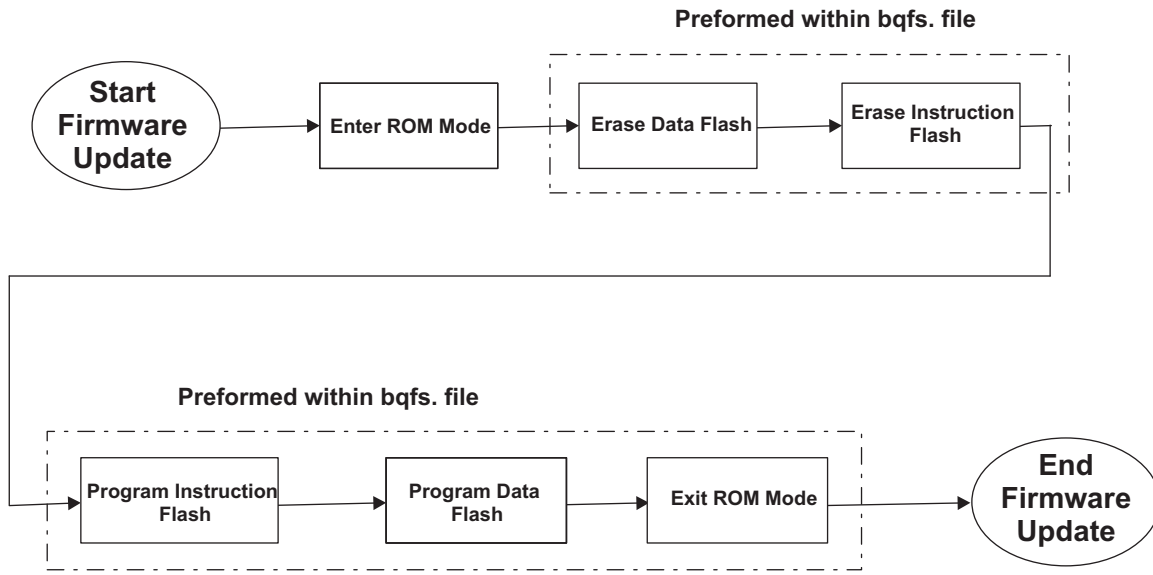 Preformed within bqfs. file
Start
Firmware
Update
Enter ROM Mode
Erase Data Flash
Erase Instruction
Flash
Preformed within bqfs. file
Program Instruction
Flash
Program Data
Flash
Exit ROM Mode
End
Firmware
Update